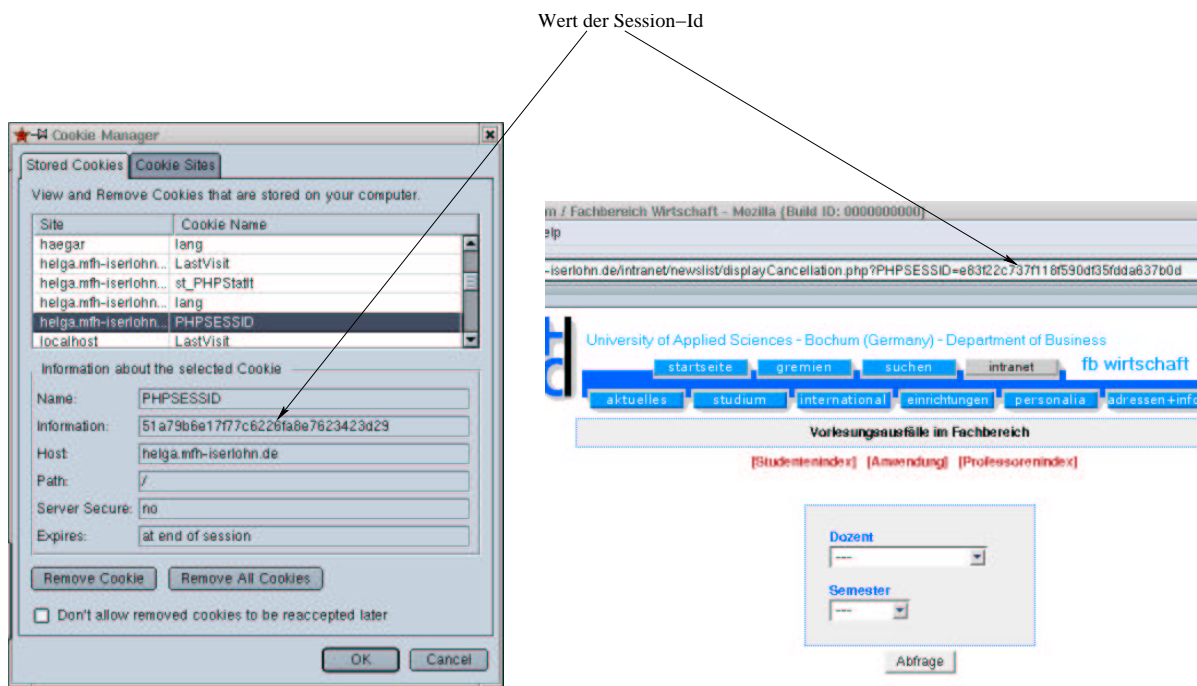 Wert der Session−Id
Cookie Manager
Stored Cookies Cookie Sites
View and Remove Cookies that are stored on your computer.
Site Cookie Name
haegar lang
helga.mfh-iserlohn... LastVisit
helga.mfh-iserlohn... st_PHPStatIt
helga.mfh-iserlohn... lang
helga.mfh-iserlohn... PHPSESSID
localhost LastVisit
Information about the selected Cookie
Name: PHPSESSID
Information: 51a79b6e17f77c6226fa8e7623423d29
Host: helga.mfh-iserlohn.de
Path: /
Server Secure: no
Expires: at end of session
Remove Cookie Remove All Cookies
Don't allow removed cookies to be reaccepted later
OK Cancel
m / Fachbereich Wirtschaft - Mozilla {Build ID: 0000000000}
elp
-iserlohn.de/intranet/newslist/displayCancellation.php?PHPSESSID=e83f22c737f118f590df35fdda637b0d
University of Applied Sciences - Bochum (Germany) - Department of Business
startseite gremien suchen intranet fb wirtschaft
aktuelles studium international einrichtungen personalia adressen+info
Vorlesungsausfälle im Fachbereich
[Studentenindex] [Anwendung] [Professorenindex]
Dozent
---
Semester
---
Abfrage